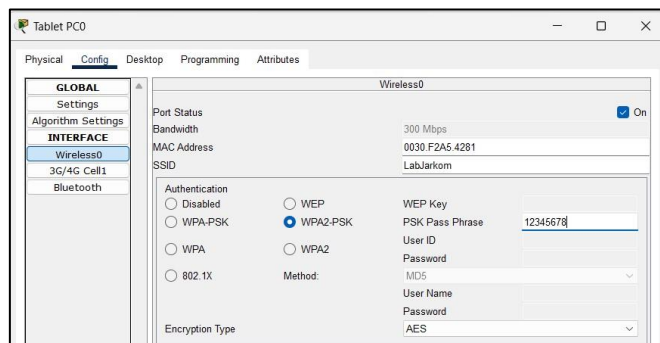 Tablet PC0
Physical Config Desktop Programming Attributes
GLOBAL
Settings
Algorithm Settings
INTERFACE
Wireless0
3G/4G Cell1
Bluetooth
Wireless0
Port Status On
Bandwidth 300 Mbps
MAC Address 0030.F2A5.4281
SSID LabJarkom
Authentication
Disabled WEP WEP Key
WPA-PSK WPA2-PSK PSK Pass Phrase 12345678
User ID
WPA WPA2 Password
802.1X Method: MD5
User Name
Password
Encryption Type AES